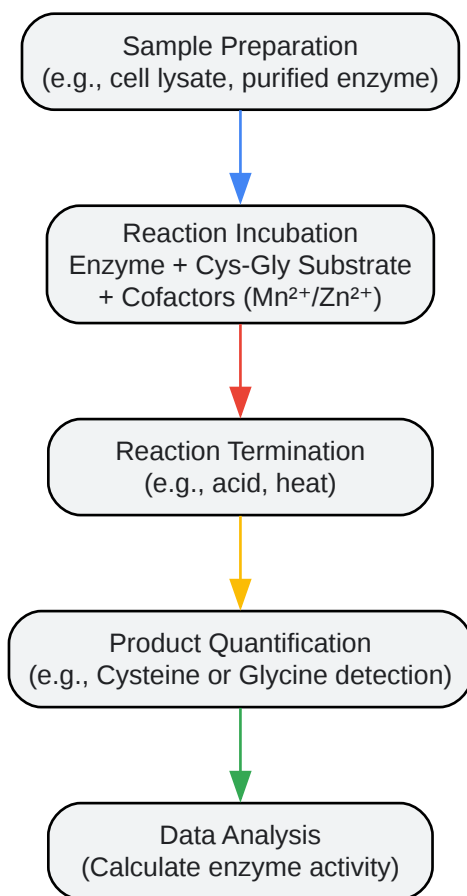 Sample Preparation
(e.g., cell lysate, purified enzyme)
Reaction Incubation
Enzyme + Cys-Gly Substrate
+ Cofactors (Mn²⁺/Zn²⁺)
Reaction Termination
(e.g., acid, heat)
Product Quantification
(e.g., Cysteine or Glycine detection)
Data Analysis
(Calculate enzyme activity)